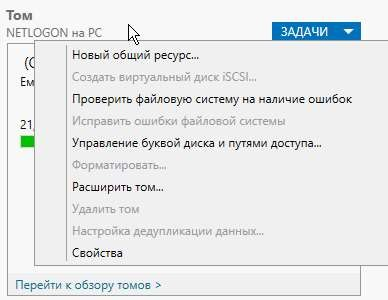 Том
NETLOGON на PC
ЗАДАЧИ
(C
Новый общий ресурс...
Создать виртуальный диск iSCSI...
Проверить файловую систему на наличие ошибок
Исправить ошибки файловой системы
Управление буквой диска и путями доступа...
Форматировать...
Расширить том...
Удалить том
Настройка дедупликации данных...
Свойства
Перейти к обзору томов >